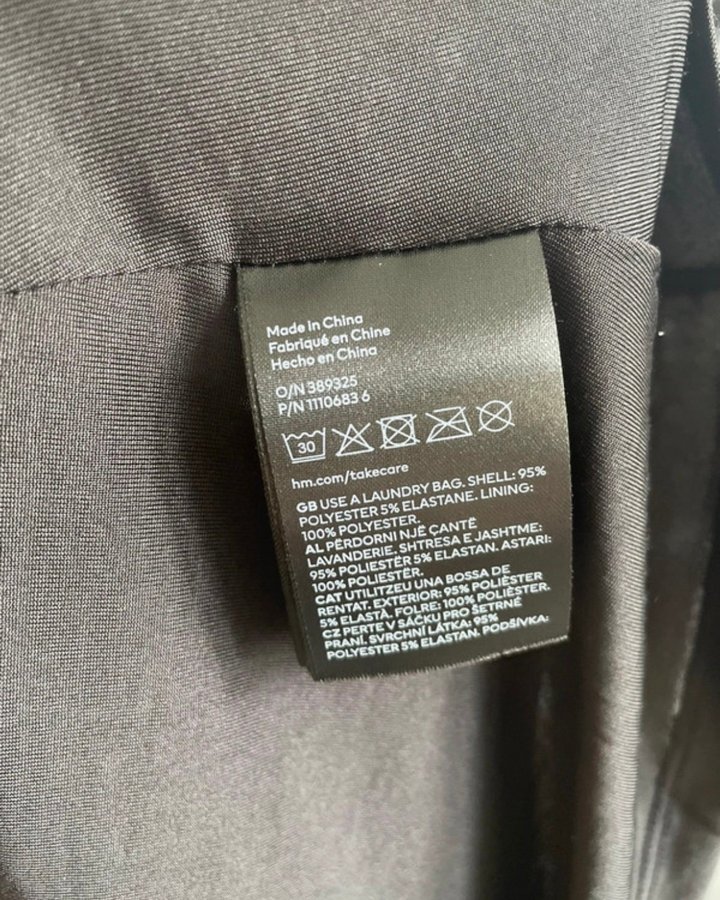 Made in China
Fabriqué en Chine
Hecho en China
O/N 389325
P/N 1110683 6
30
hm.com/takecare
GB USE A LAUNDRY BAG. SHELL: 95%
POLYESTER 5% ELASTANE. LINING:
100% POLYESTER.
AL PËRDORNI NJË CANTË
LAVANDERIE. SHTRESA E JASHTME:
95% POLIESTËR 5% ELASTAN. ASTARI:
100% POLIESTËR.
CAT UTILITZEU UNA BOSSA DE
RENTAT. EXTERIOR: 95% POLIÈSTER
5% ELASTÀ. FOLRE: 100% POLIÈSTER.
CZ PERTE V SÁČKU PRO ŠETRNÉ
PRANÍ. SVRCHNÍ LÁTKA: 95%
POLYESTER 5% ELASTAN. PODŠÍVKA: